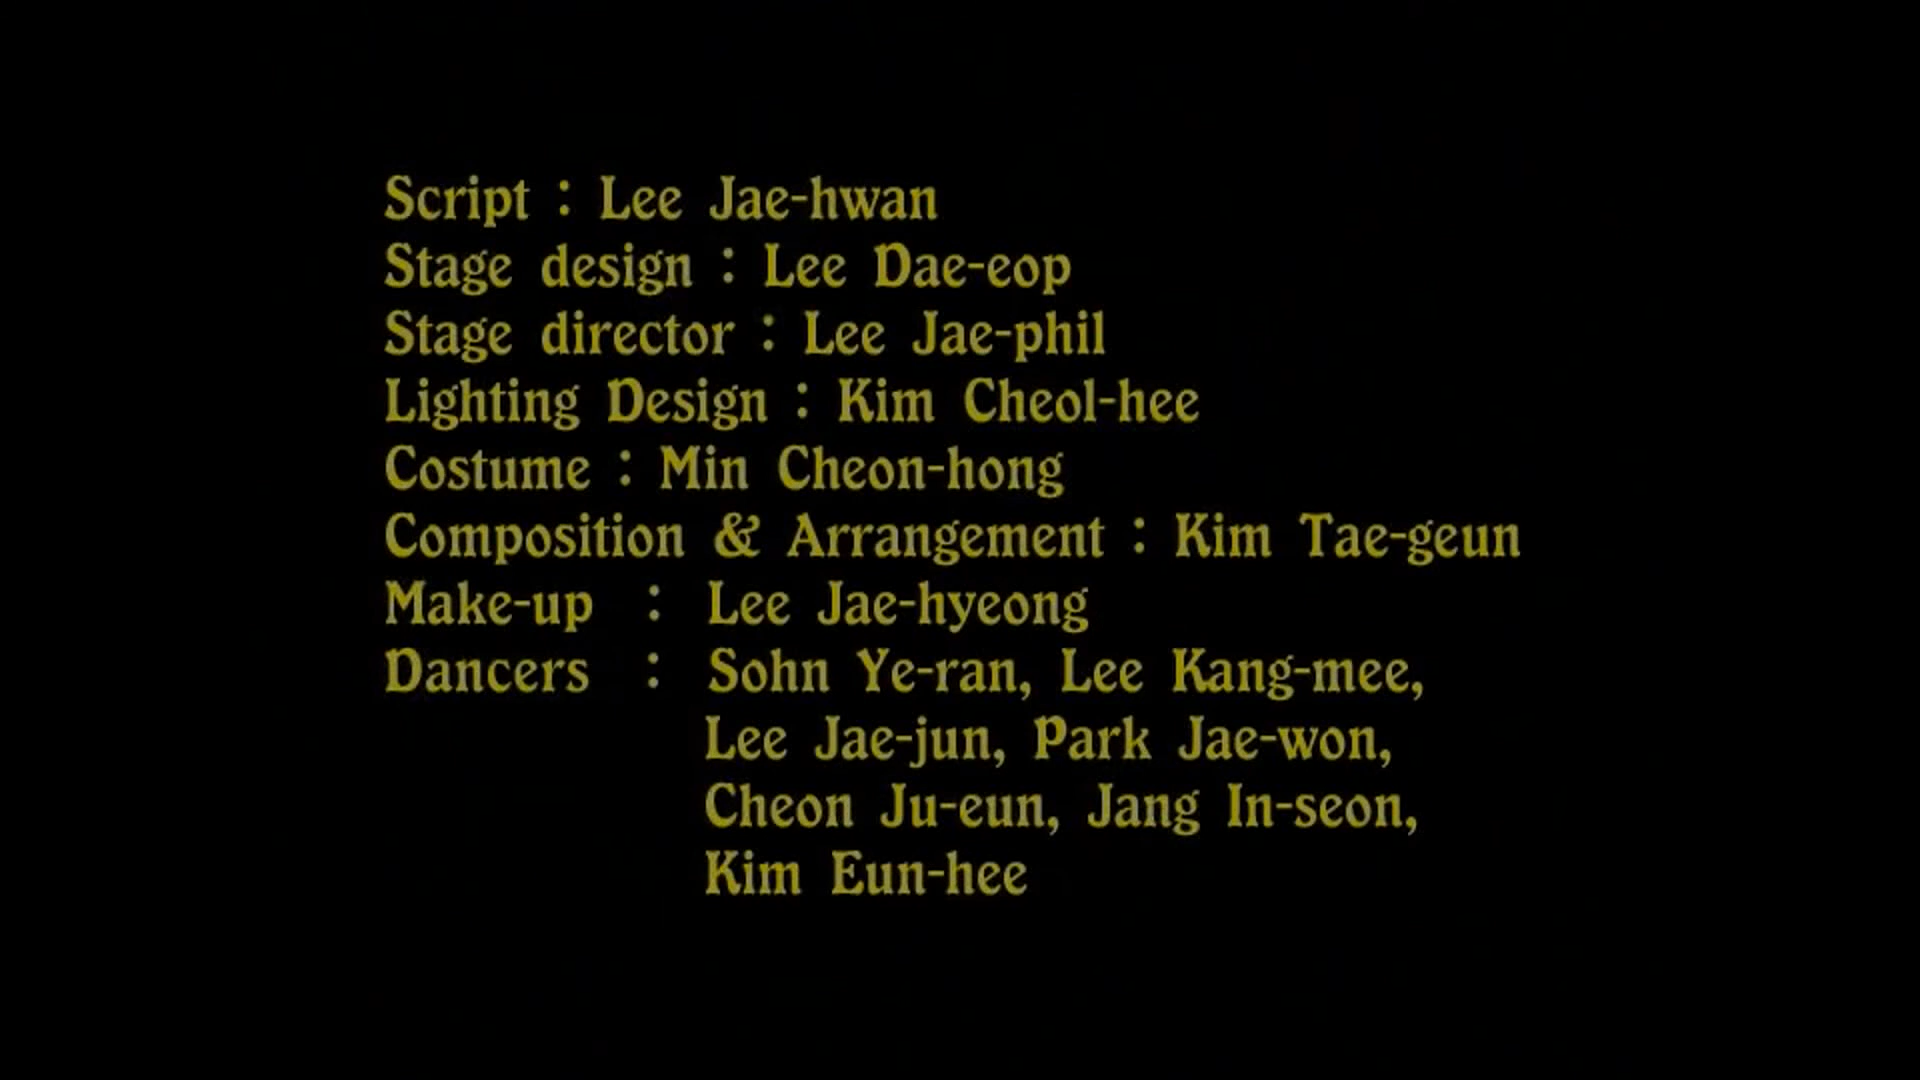 Script : Lee Jae-hwan
Stage design : Lee Dae-eop
Stage director : Lee Jae-phil
Lighting Design : Kim Cheol-hee
Costume : Min Cheon-hong
Composition & Arrangement : Kim Tae-geun
Make-up : Lee Jae-hyeong
Dancers : Sohn Ye-ran, Lee Kang-mee,
Lee Jae-jun, Park Jae-won,
Cheon Ju-eun, Jang In-seon,
Kim Eun-hee